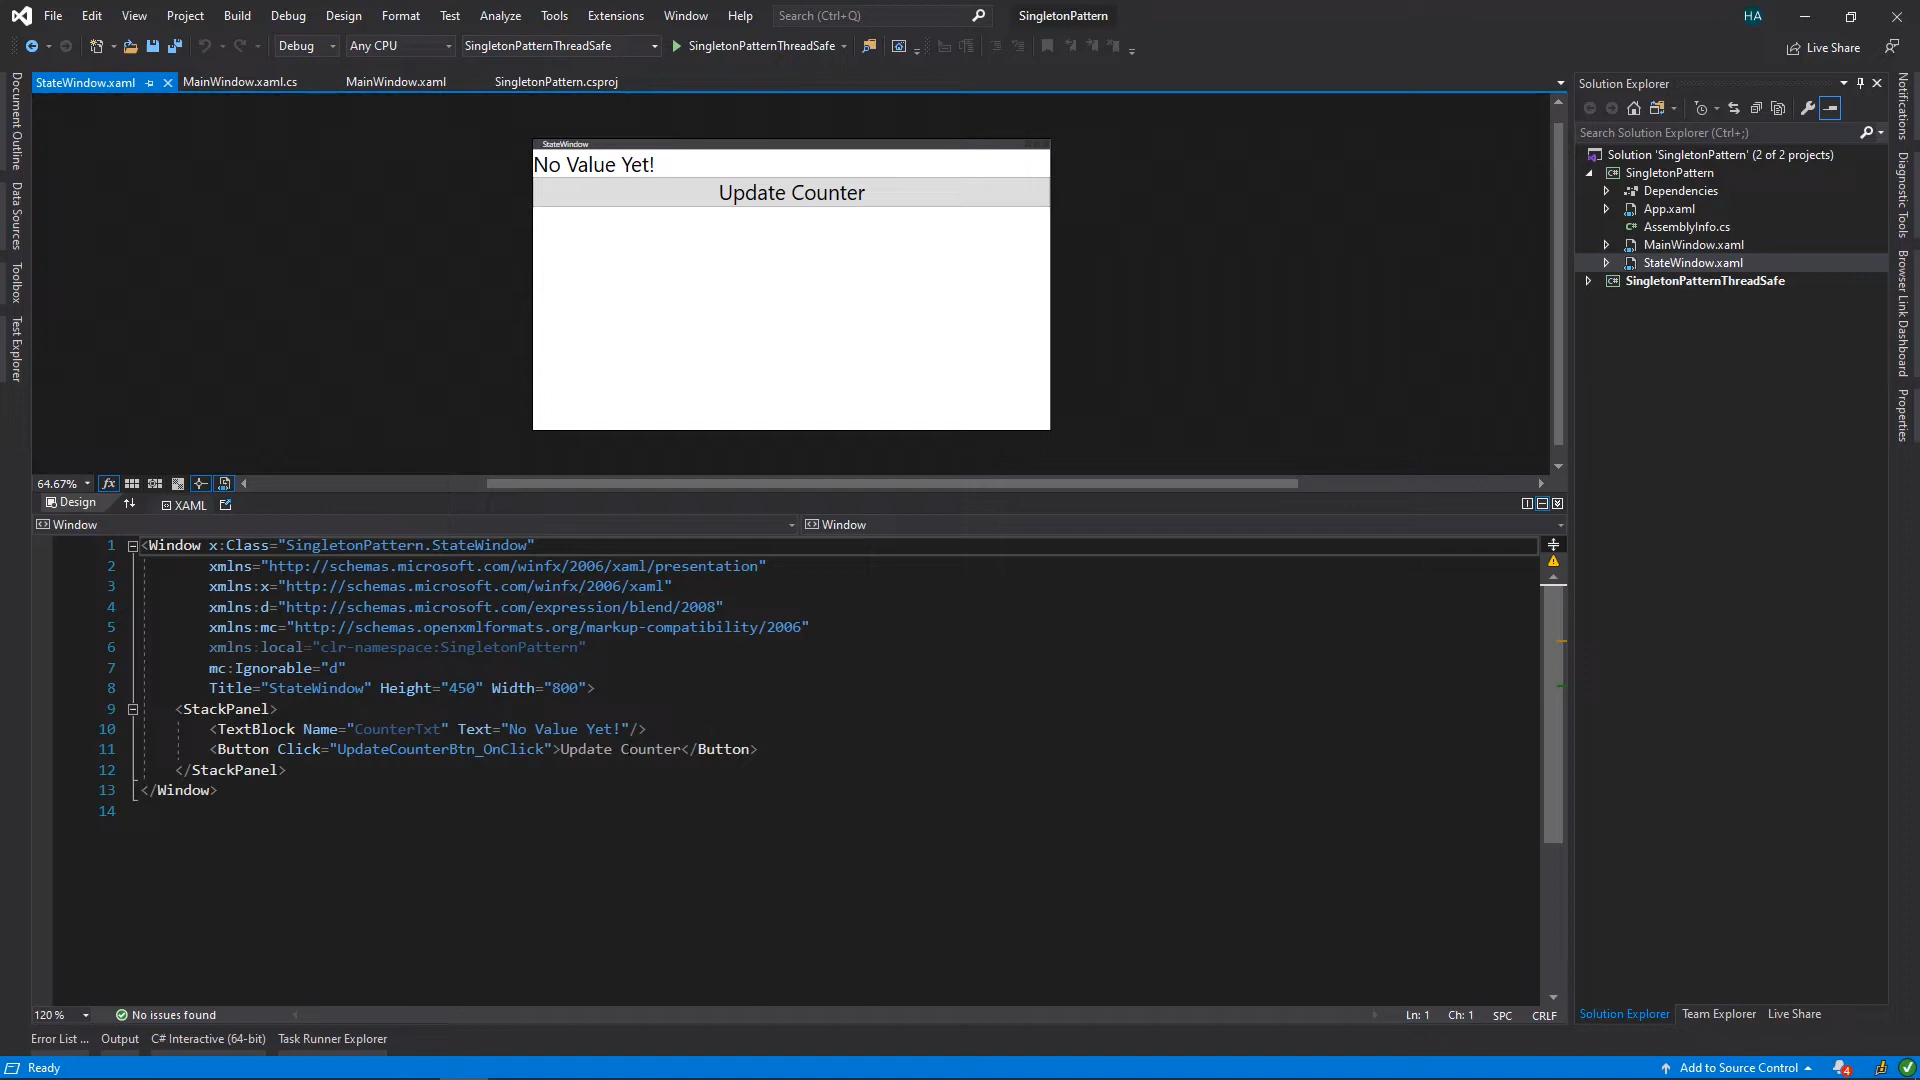 File Edit View Project Build Debug Design Format Test Analyze Tools Extensions Window Help Search (Ctrl+Q) SingletonPattern HA
Debug Any CPU SingletonPatternThreadSafe SingletonPatternThreadSafe Live Share
StateWindow.xaml MainWindow.xaml.cs MainWindow.xaml SingletonPattern.csproj
Document Outline
Data Sources
Toolbox
Test Explorer
StateWindow
No Value Yet!
Update Counter
64.67% fx
Design XAML
Window Window
1 <Window x:Class="SingletonPattern.StateWindow"
2 xmlns="http://schemas.microsoft.com/winfx/2006/xaml/presentation"
3 xmlns:x="http://schemas.microsoft.com/winfx/2006/xaml"
4 xmlns:d="http://schemas.microsoft.com/expression/blend/2008"
5 xmlns:mc="http://schemas.openxmlformats.org/markup-compatibility/2006"
6 xmlns:local="clr-namespace:SingletonPattern"
7 mc:Ignorable="d"
8 Title="StateWindow" Height="450" Width="800">
9 <StackPanel>
10 <TextBlock Name="CounterTxt" Text="No Value Yet!"/>
11 <Button Click="UpdateCounterBtn_OnClick">Update Counter</Button>
12 </StackPanel>
13 </Window>
14
120 % No issues found Ln: 1 Ch: 1 SPC CRLF
Error List ... Output C# Interactive (64-bit) Task Runner Explorer
Solution Explorer
Search Solution Explorer (Ctrl+;)
Solution 'SingletonPattern' (2 of 2 projects)
C# SingletonPattern
Dependencies
App.xaml
C# AssemblyInfo.cs
MainWindow.xaml
StateWindow.xaml
C# SingletonPatternThreadSafe
Solution Explorer Team Explorer Live Share
Notifications
Diagnostic Tools
Browser Link Dashboard
Properties
Ready Add to Source Control 4